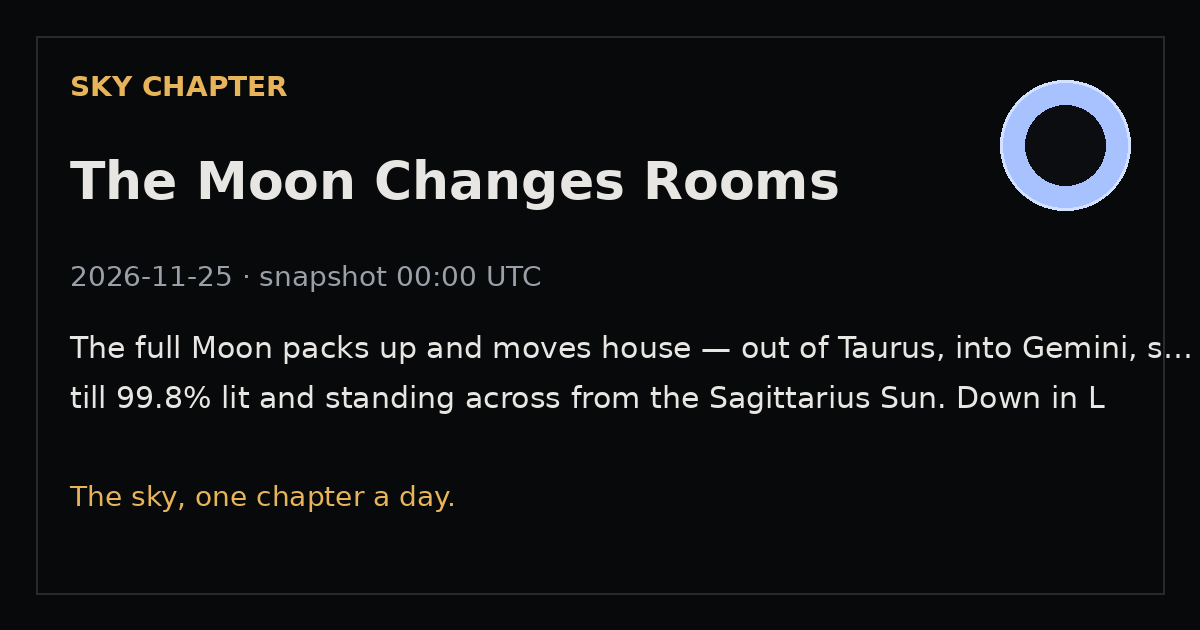 SKY CHAPTER
The Moon Changes Rooms
2026-11-25 · snapshot 00:00 UTC
The full Moon packs up and moves house — out of Taurus, into Gemini, s…
till 99.8% lit and standing across from the Sagittarius Sun. Down in L
The sky, one chapter a day.